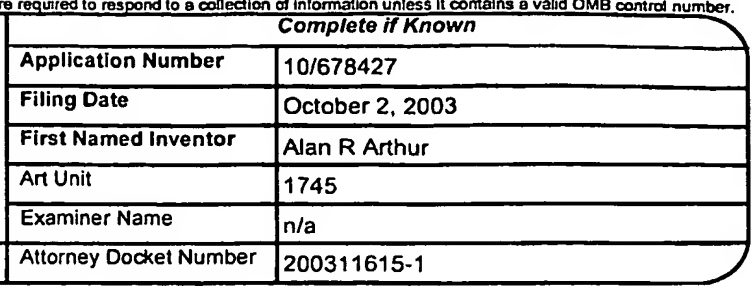 re required to respond to a collection of information unless it contains a valid OMB control number.
Complete if Known
Application Number 10/678427
Filing Date October 2, 2003
First Named Inventor Alan R Arthur
Art Unit 1745
Examiner Name n/a
Attorney Docket Number 200311615-1